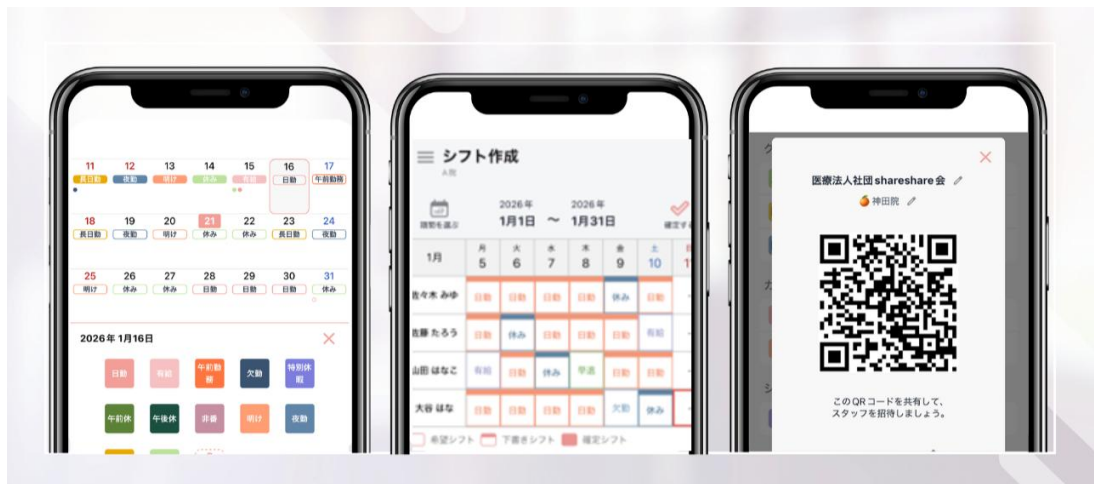 11 12 13 14 15 16 17
長日勤 夜勤 明け 休み 有給 日勤 午前勤務
18 19 20 21 22 23 24
長日勤 夜勤 明け 休み 休み 長日勤 夜勤
25 26 27 28 29 30 31
明け 休み 休み 日勤 日勤 日勤 休み
2026年 1月16日
日勤 有給 午前勤務 欠勤 特別休暇
午前休 午後休 非番 明け 夜勤
シフト作成
A院
2026年 2026年
期間を選ぶ 1月1日 ~ 1月31日 確定する
月 火 水 木 金 土
1月 5 6 7 8 9 10
佐々木 みゆ 日勤 日勤 日勤 日勤 休み 日勤
佐藤 たろう 日勤 休み 日勤 日勤 日勤 有給
山田 はなこ 有給 日勤 休み 早退 日勤 日勤
大谷 はな 日勤 日勤 日勤 日勤 欠勤 休み
希望シフト 下書きシフト 確定シフト
医療法人社団shareshare会
神田院
このQRコードを共有して、
スタッフを招待しましょう。